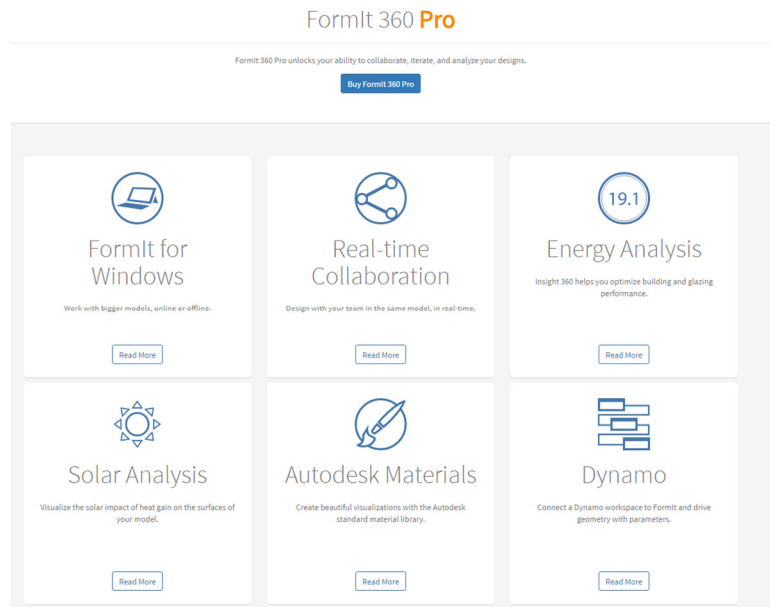 FormIt 360 Pro
FormIt 360 Pro unlocks your ability to collaborate, iterate, and analyze your designs.
Buy FormIt 360 Pro
FormIt for
Windows
Work with bigger models, online or offline.
Read More
Real-time
Collaboration
Design with your team in the same model, in real-time.
Read More
19.1
Energy Analysis
Insight 360 helps you optimize building and glazing
performance.
Read More
Solar Analysis
Visualize the solar impact of heat gain on the surfaces of
your model.
Read More
Autodesk Materials
Create beautiful visualizations with the Autodesk
standard material library.
Read More
Dynamo
Connect a Dynamo workspace to FormIt and drive
geometry with parameters.
Read More